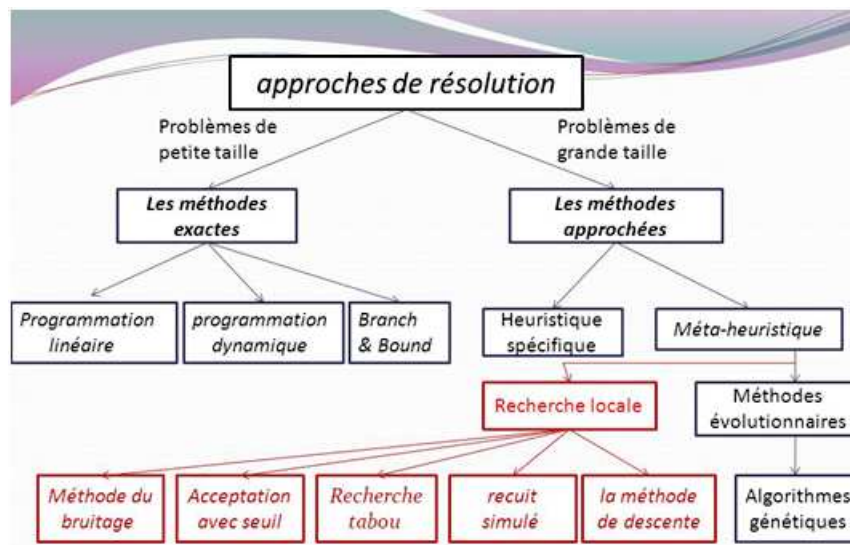 approches de résolution
Problèmes de
petite taille
Problèmes de
grande taille
Les méthodes
exactes
Les méthodes
approchées
Programmation
linéaire
programmation
dynamique
Branch
& Bound
Heuristique
spécifique
Méta-heuristique
Recherche locale
Méthodes
évolutionnaires
Méthode du
bruitage
Acceptation
avec seuil
Recherche
tabou
recuit
simulé
la méthode
de descente
Algorithmes
génétiques